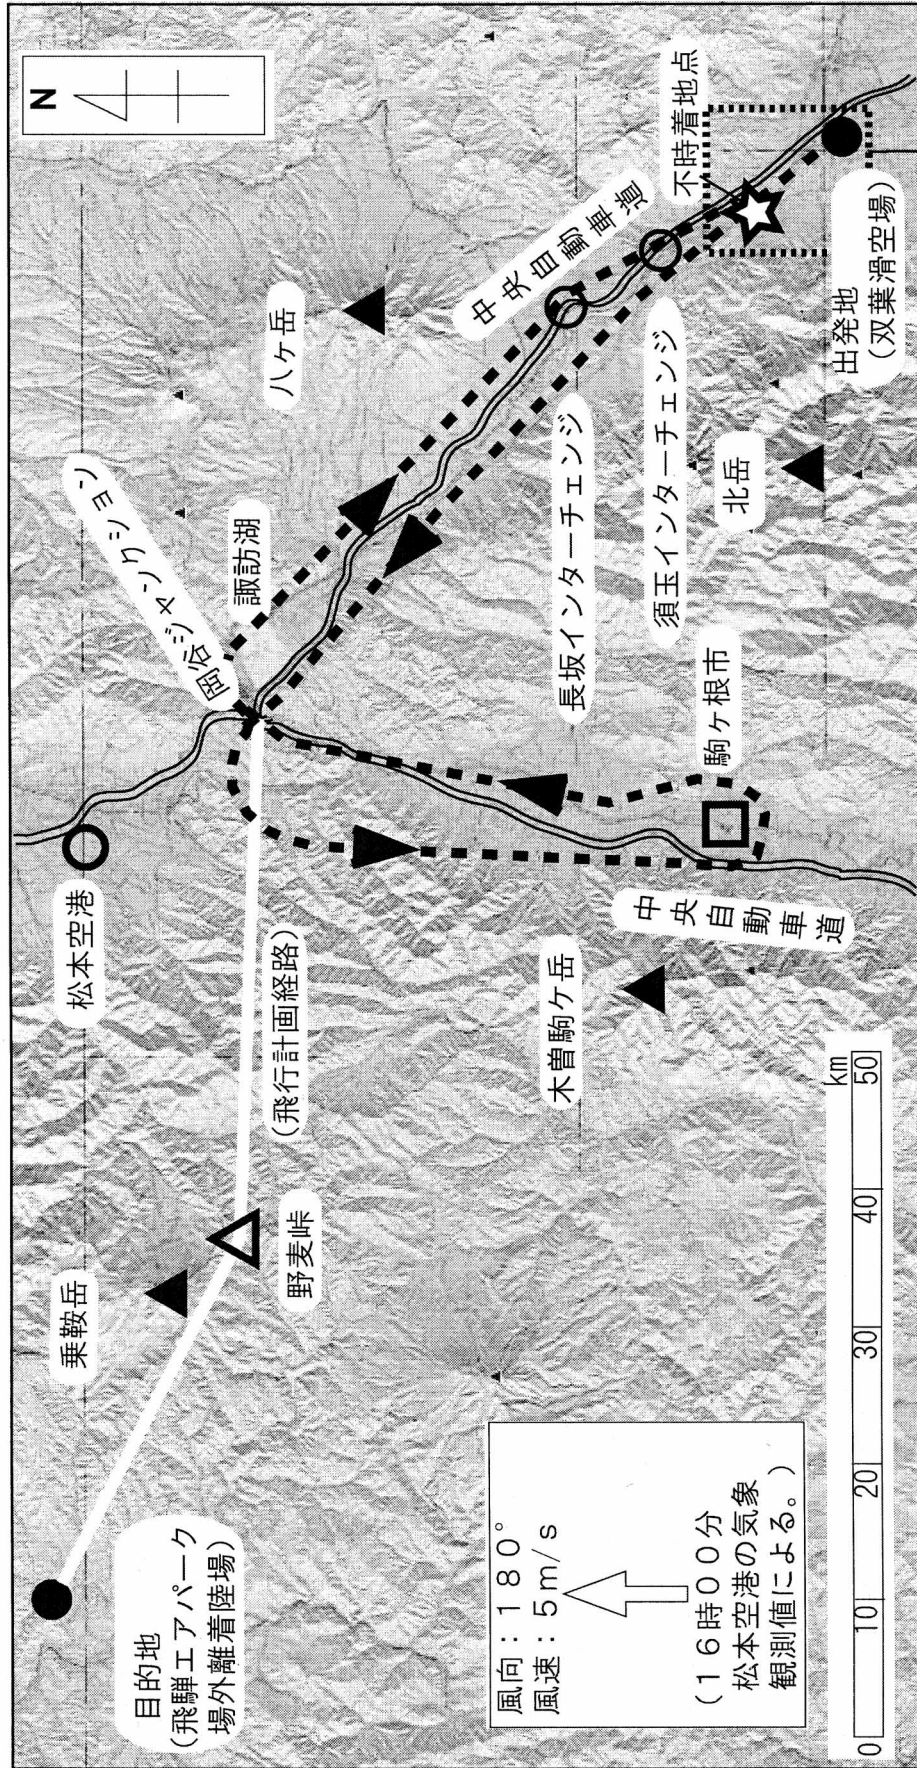 N
目的地
(飛騨エアパーク
場外離着陸場)
乗鞍岳
野麦峠
(飛行計画経路)
松本空港
岡谷ジャンクション
諏訪湖
八ヶ岳
中央自動車道
不時着地点
長坂インターチェンジ
須玉インターチェンジ
北岳
出発地
(双葉滑空場)
駒ヶ根市
中央自動車道
木曽駒ケ岳
風向：180°
風速：5m/s
(16時00分
松本空港の気象
観測値による。)
0
10
20
30
40
50
km